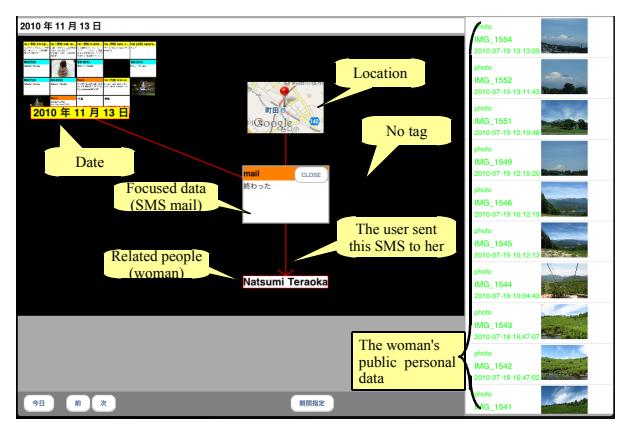 2010 年 11 月 13 日
2010 年 11 月 13 日
Date
Location
町田
Google
140
No tag
mail
CLOSE
終わった
Focused data
(SMS mail)
The user sent
this SMS to her
Related people
(woman)
Natsumi Teraoka
The woman's
public personal
data
今日
前
次
期間指定
photo
IMG_1554
2010-07-19 13:13:09
photo
IMG_1552
2010-07-19 13:11:42
photo
IMG_1551
2010-07-19 12:19:48
photo
IMG_1549
2010-07-19 12:15:20
photo
IMG_1546
2010-07-19 10:12:19
photo
IMG_1545
2010-07-19 10:12:13
photo
IMG_1544
2010-07-19 10:04:43
photo
IMG_1543
2010-07-18 16:47:07
photo
IMG_1542
2010-07-18 16:47:02
photo
IMG_1541